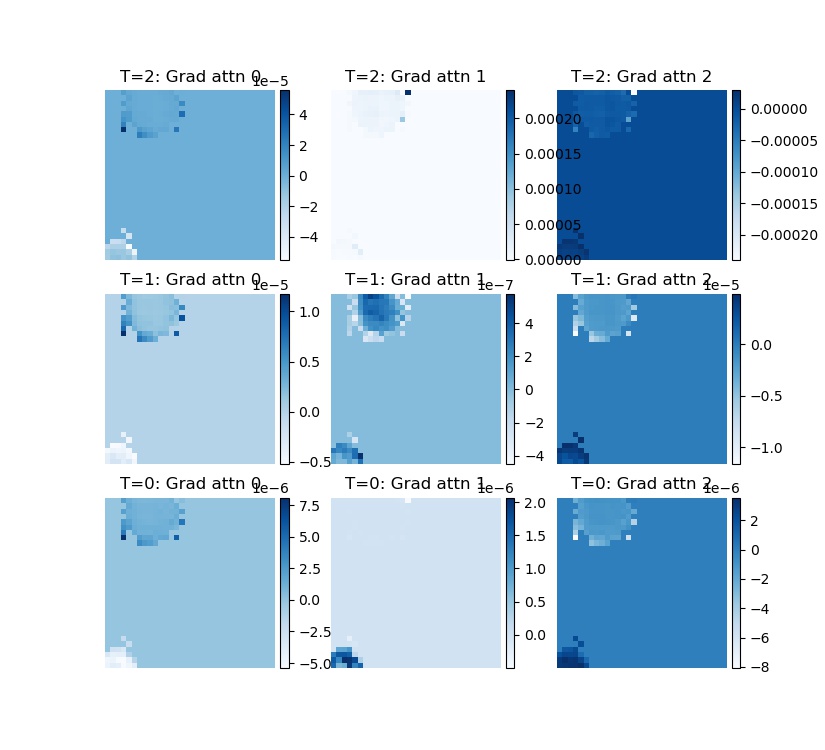 T=2: Grad attn 0
1e−5
T=2: Grad attn 1
T=2: Grad attn 2
4
2
0
−2
−4
0.00020
0.00015
0.00010
0.00005
0.00000
0.00000
−0.00005
−0.00010
−0.00015
−0.00020
T=1: Grad attn 0
1e−5
T=1: Grad attn 1
1e−7
T=1: Grad attn 2
1e−5
1.0
0.5
0.0
−0.5
4
2
0
−2
−4
0.0
−0.5
−1.0
T=0: Grad attn 0
1e−6
T=0: Grad attn 1
1e−6
T=0: Grad attn 2
1e−6
7.5
5.0
2.5
0.0
−2.5
−5.0
2.0
1.5
1.0
0.5
0.0
2
0
−2
−4
−6
−8